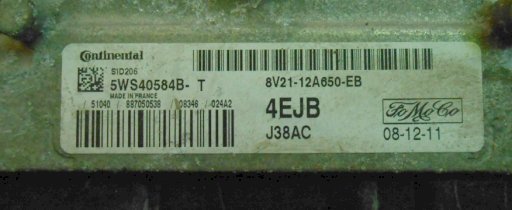 Continental
SID206
5WS40584B- T
8V21-12A650-EB
MADE IN FRANCE
/ 51040 / 887050538 / 08346 /024A2
4EJB
J38AC
FoMoCo
08-12-11